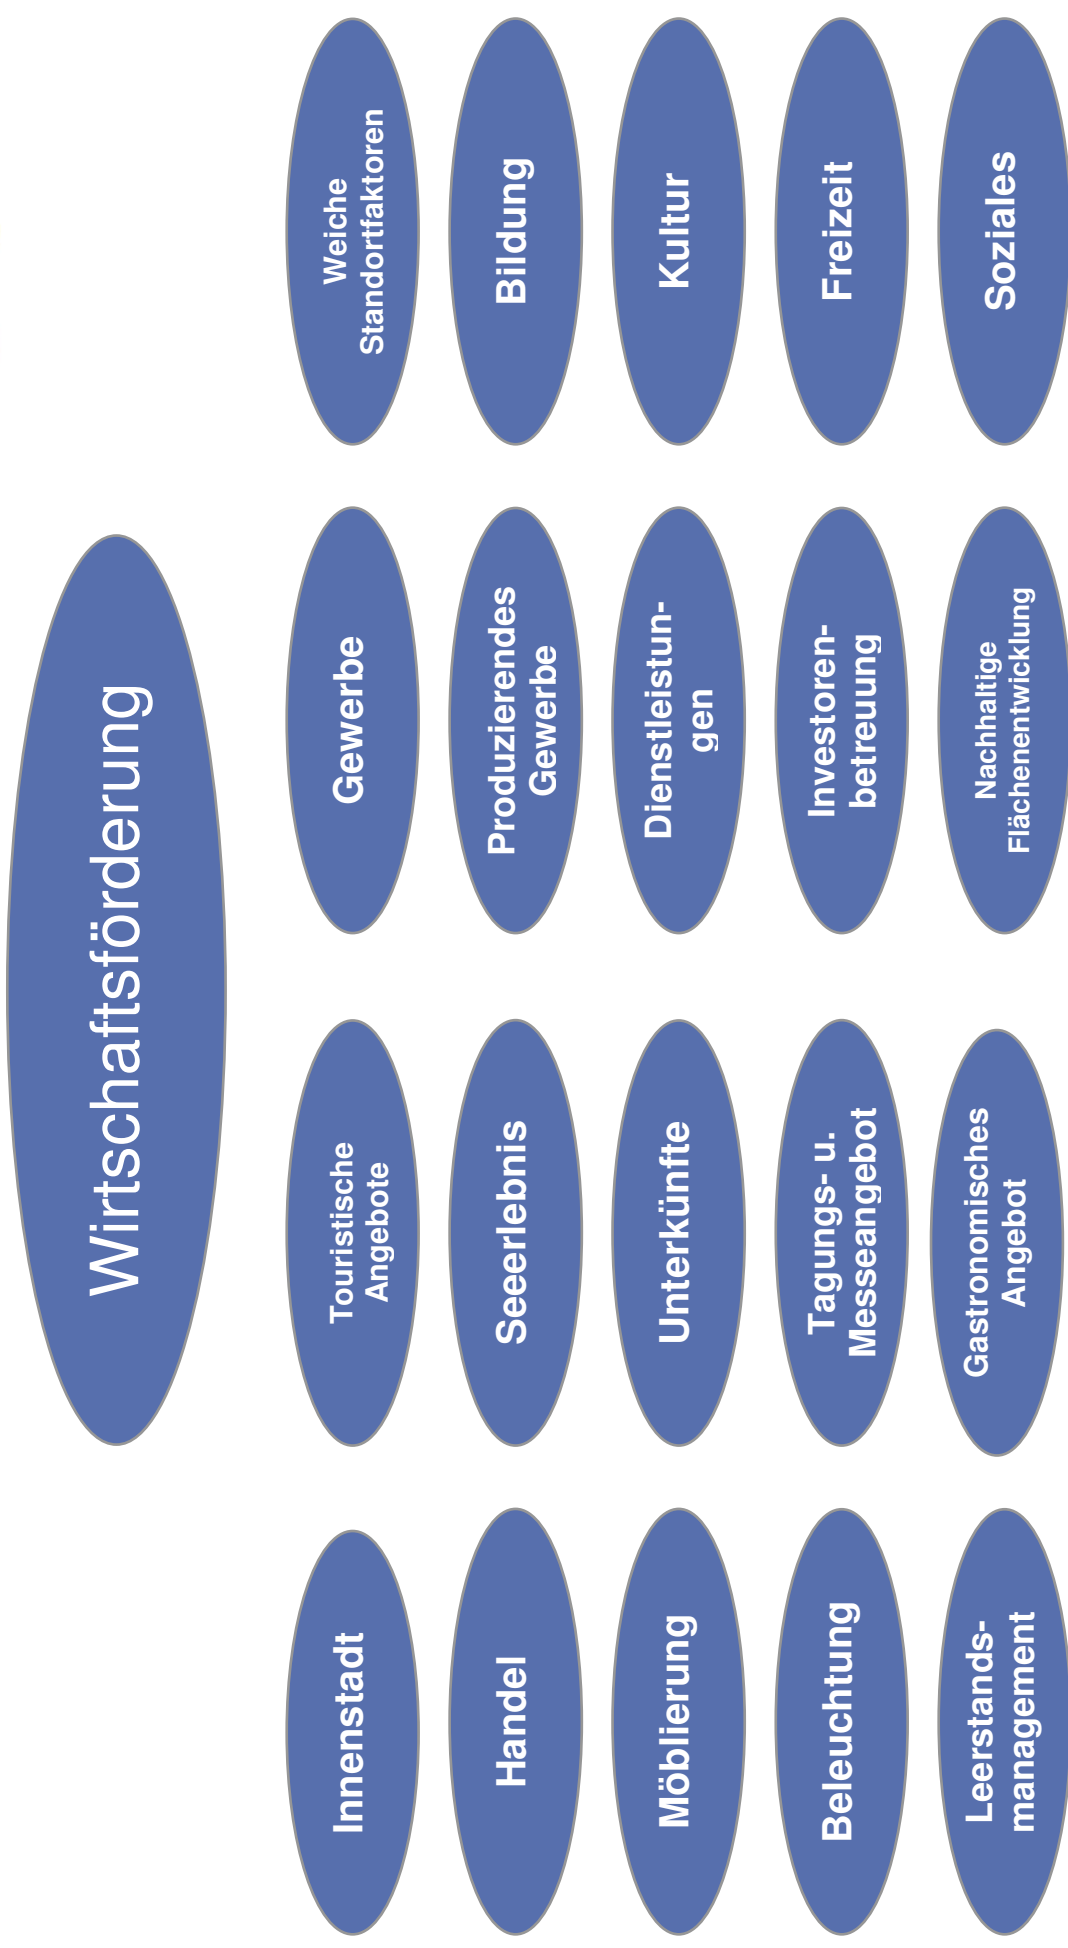 Wirtschaftsförderung
Innenstadt
Touristische
Angebote
Gewerbe
Weiche
Standortfaktoren
Handel
Seeerlebnis
Produzierendes
Gewerbe
Bildung
Möblierung
Unterkünfte
Dienstleistun-
gen
Kultur
Beleuchtung
Tagungs- u.
Messeangebot
Investoren-
betreuung
Freizeit
Leerstands-
management
Gastronomisches
Angebot
Nachhaltige
Flächenentwicklung
Soziales